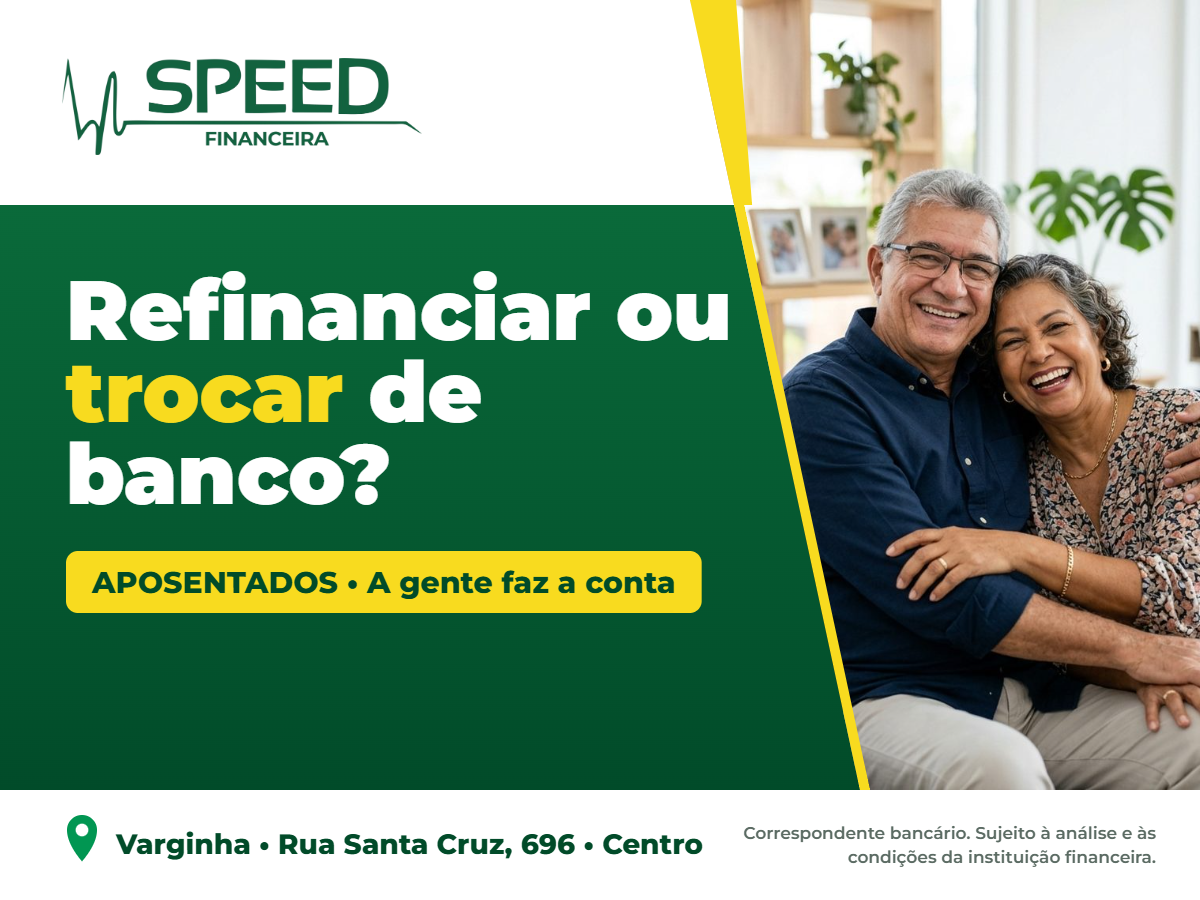 SPEED
FINANCEIRA
Refinanciar ou
trocar de
banco?
APOSENTADOS • A gente faz a conta
Varginha • Rua Santa Cruz, 696 • Centro
Correspondente bancário. Sujeito à análise e às
condições da instituição financeira.